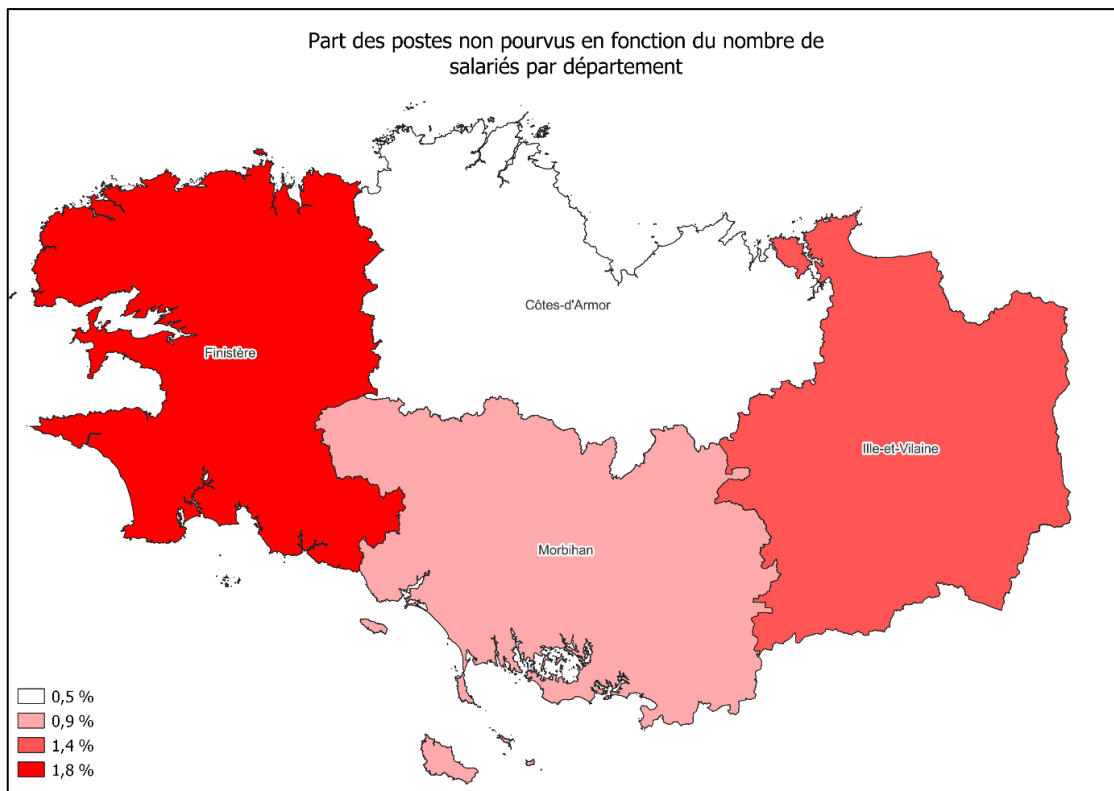 Part des postes non pourvus en fonction du nombre de
salariés par département
Côtes-d'Armor
Finistère
Ille-et-Vilaine
Morbihan
0,5 %
0,9 %
1,4 %
1,8 %